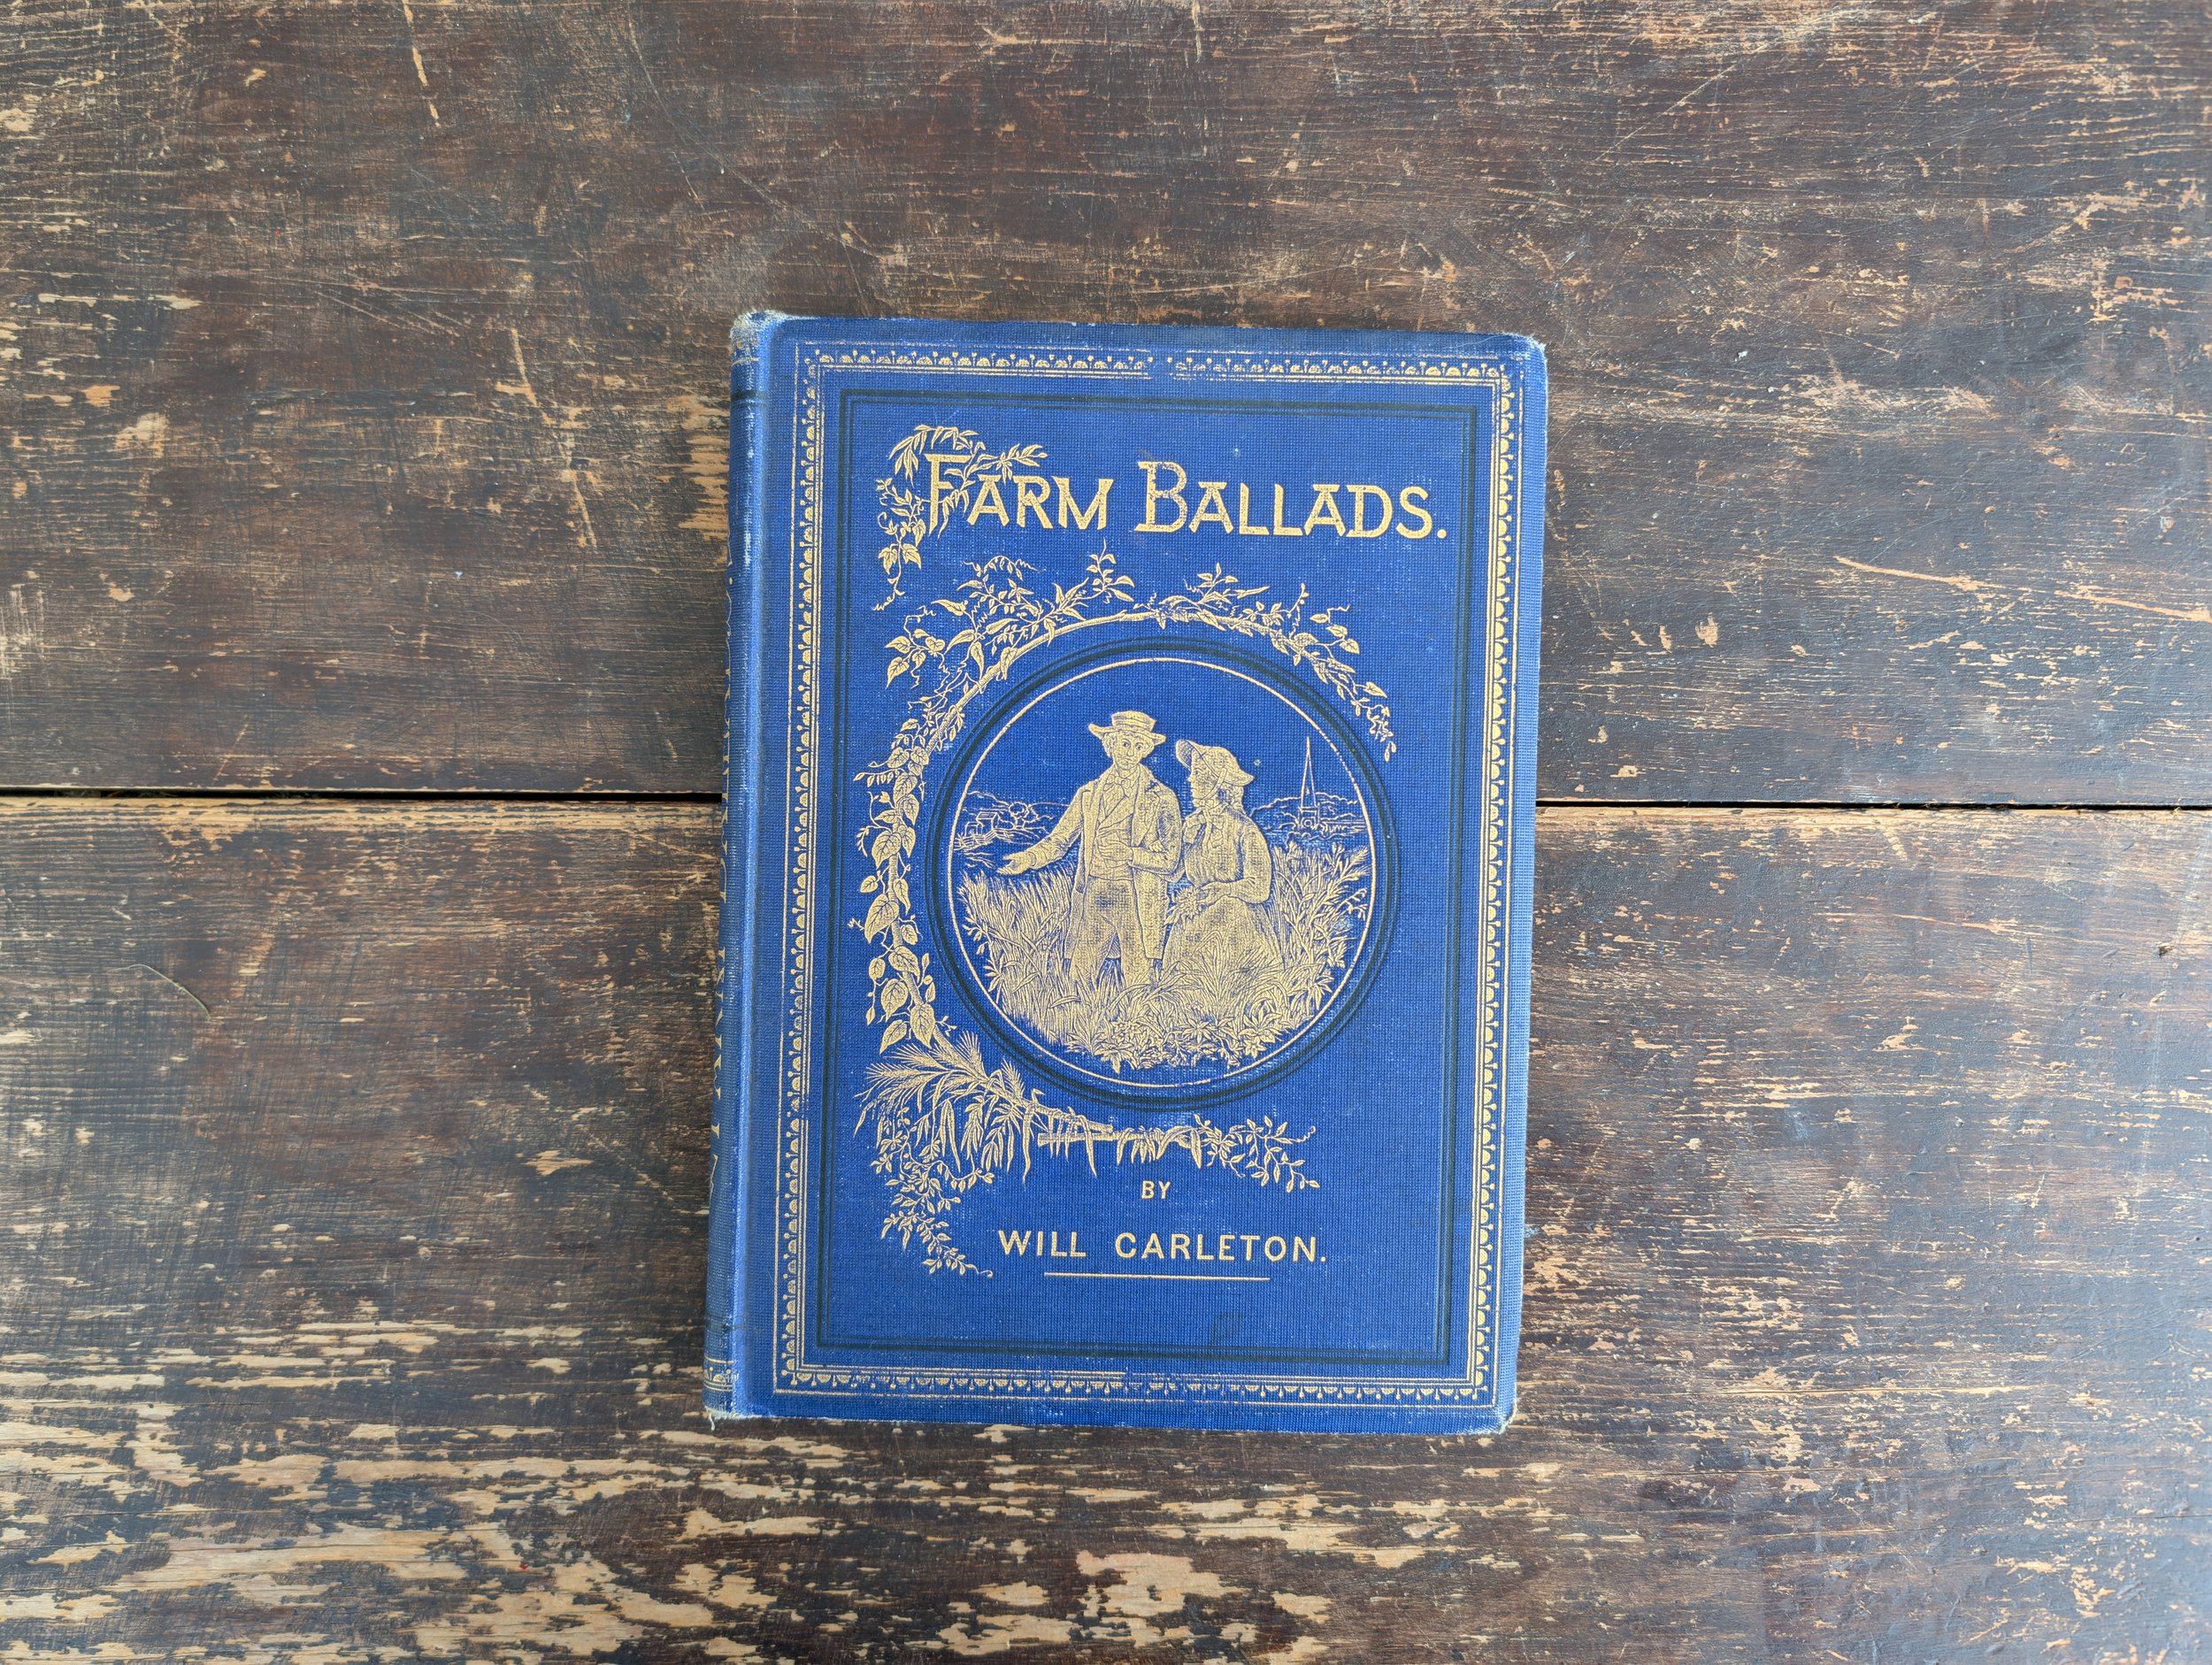 FARM BALLADS.
BY
WILL CARLETON.